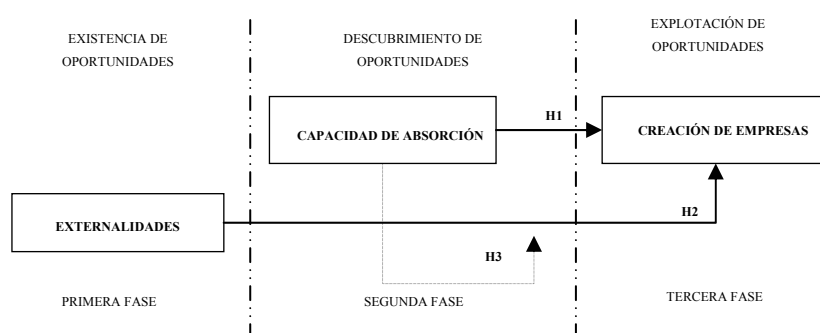 EXISTENCIA DE
OPORTUNIDADES
DESCUBRIMIENTO DE
OPORTUNIDADES
EXPLOTACIÓN DE
OPORTUNIDADES
CAPACIDAD DE ABSORCIÓN
H1
CREACIÓN DE EMPRESAS
EXTERNALIDADES
H2
H3
PRIMERA FASE
SEGUNDA FASE
TERCERA FASE